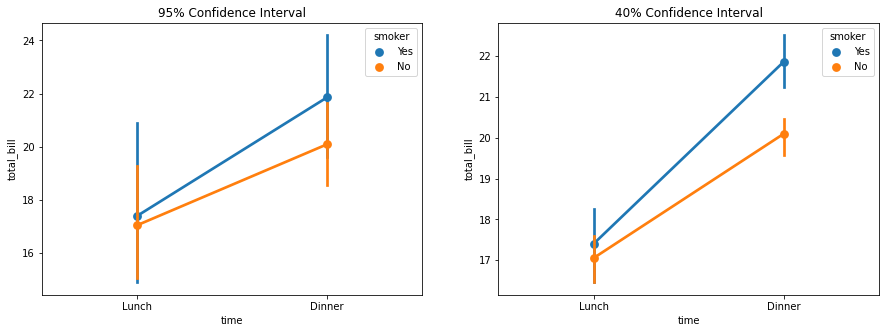 95% Confidence Interval
24
22
20
18
16
total_bill
smoker
Yes
No
Lunch
Dinner
time
40% Confidence Interval
22
21
20
19
18
17
total_bill
smoker
Yes
No
Lunch
Dinner
time